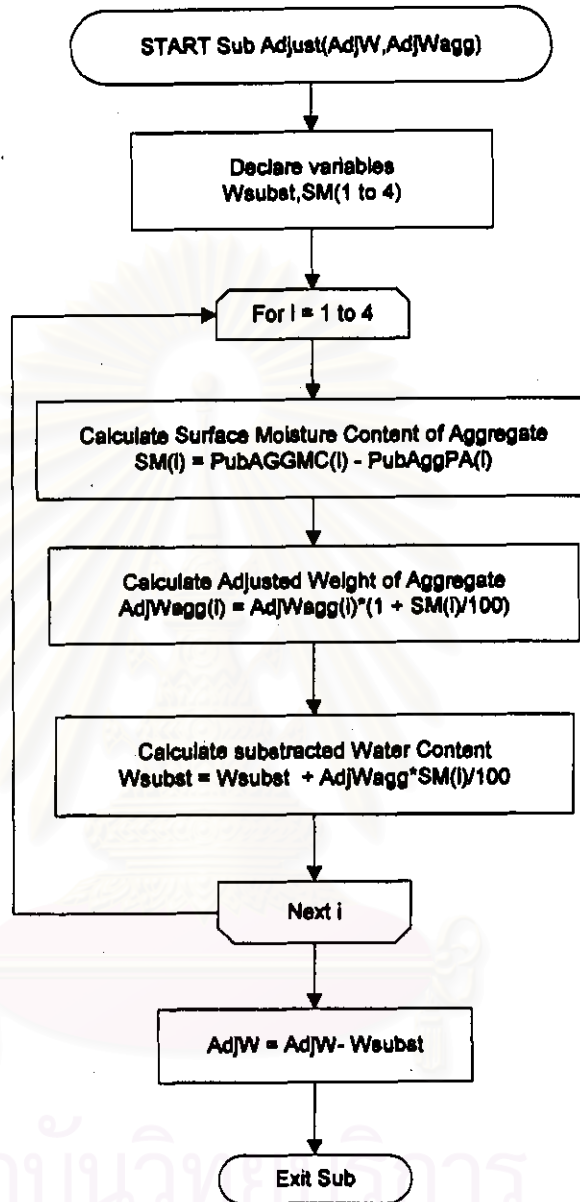 START Sub Adjust(AdjW,AdjWagg)
Declare variables
Wsubst,SM(1 to 4)
For i = 1 to 4
Calculate Surface Moisture Content of Aggregate
SM(i) = PubAGGMC(i) - PubAggPA(i)
Calculate Adjusted Weight of Aggregate
AdjWagg(i) = AdjWagg(i)*(1 + SM(i)/100)
Calculate substracted Water Content
Wsubst = Wsubst + AdjWagg*SM(i)/100
Next i
AdjW = AdjW- Wsubst
Exit Sub